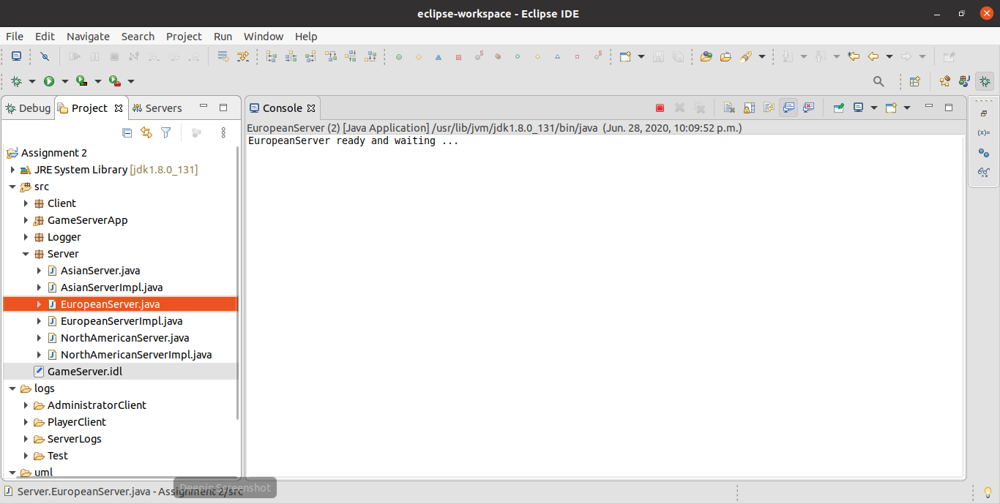 eclipse-workspace - Eclipse IDE
File Edit Navigate Search Project Run Window Help
Debug Project Servers
Console
EuropeanServer (2) [Java Application] /usr/lib/jvm/jdk1.8.0_131/bin/java (Jun. 28, 2020, 10:09:52 p.m.)
EuropeanServer ready and waiting ...
Assignment 2
JRE System Library [jdk1.8.0_131]
src
Client
GameServerApp
Logger
Server
AsianServer.java
AsianServerImpl.java
EuropeanServer.java
EuropeanServerImpl.java
NorthAmericanServer.java
NorthAmericanServerImpl.java
GameServer.idl
logs
AdministratorClient
PlayerClient
ServerLogs
Test
uml
(x)=
Deepin Screenshot
Server.EuropeanServer.java - Assignment 2/src